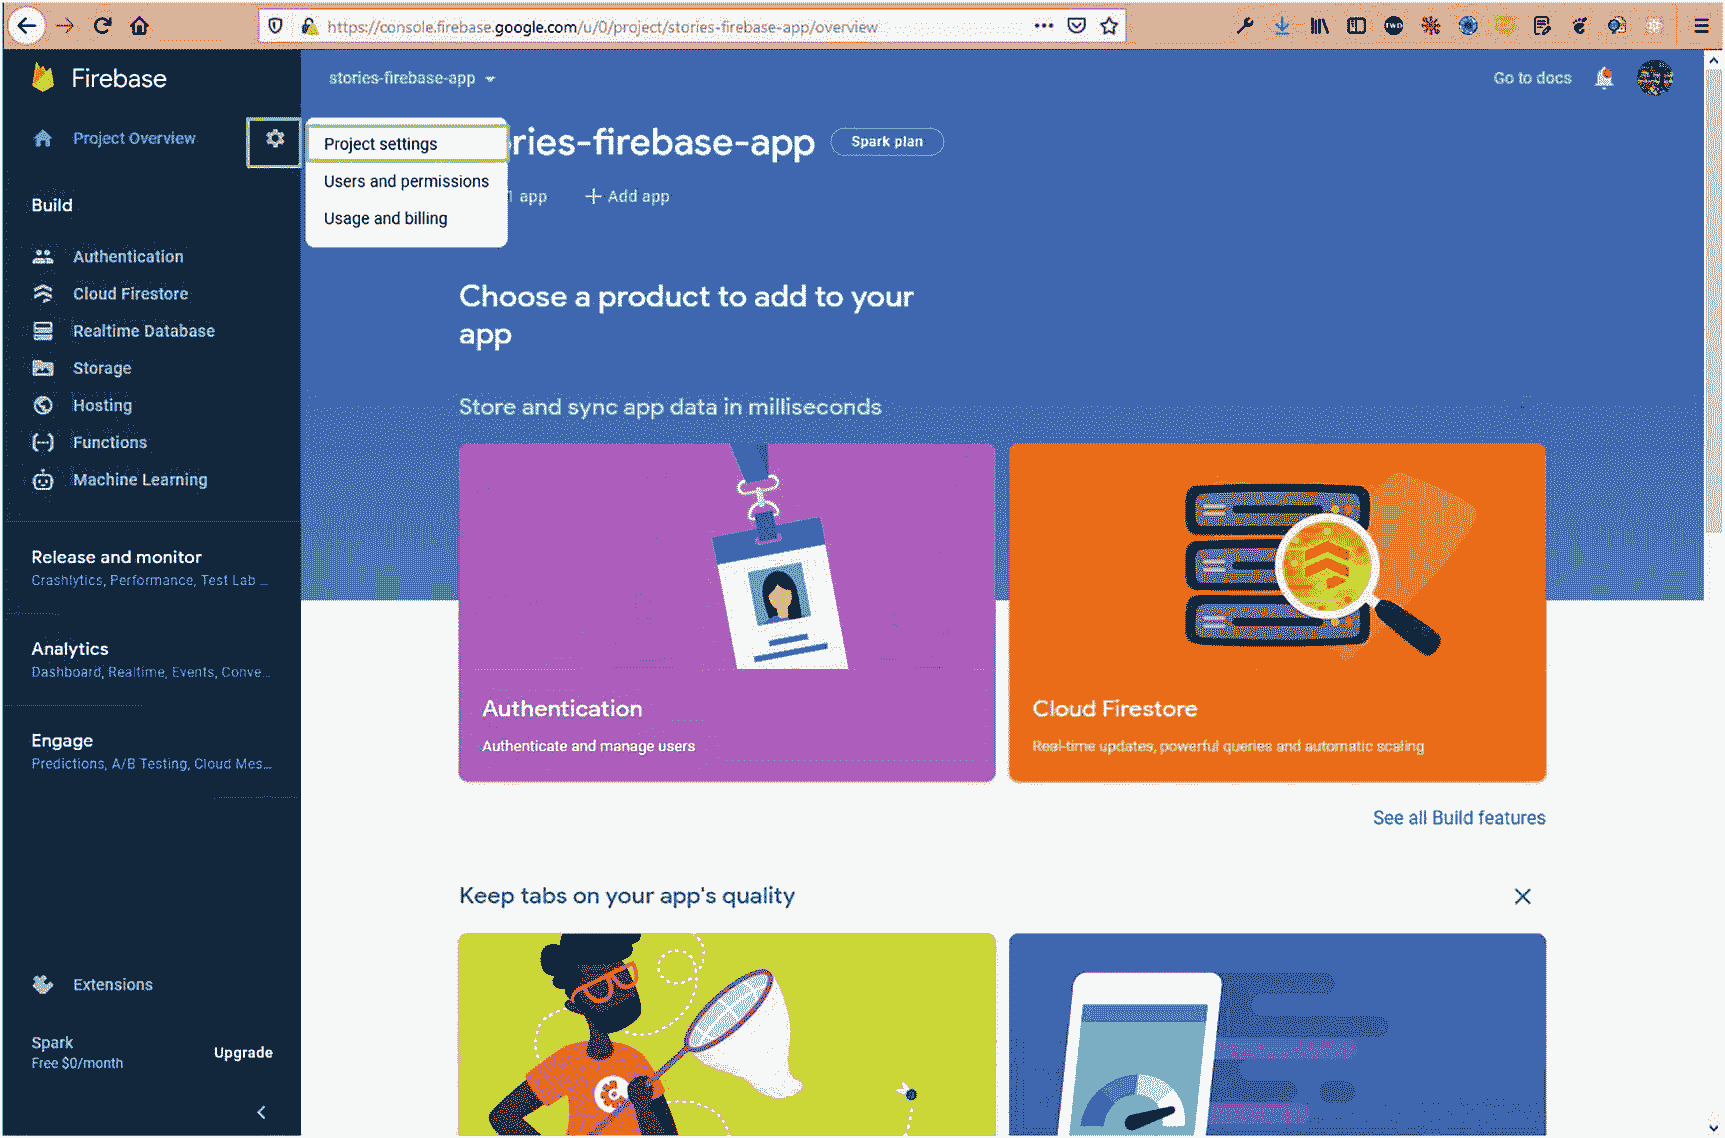 https://console.firebase.google.com/u/0/project/stories-firebase-app/overview
TWD
Firebase
stories-firebase-app
Go to docs
Project Overview
Project settings
ries-firebase-app
Spark plan
Users and permissions
1 app
+ Add app
Usage and billing
Build
Authentication
Cloud Firestore
Realtime Database
Storage
Hosting
Functions
Machine Learning
Release and monitor
Crashlytics, Performance, Test Lab ...
Analytics
Dashboard, Realtime, Events, Conve...
Engage
Predictions, A/B Testing, Cloud Mes...
Extensions
Spark
Free $0/month
Upgrade
Choose a product to add to your
app
Store and sync app data in milliseconds
Authentication
Authenticate and manage users
Cloud Firestore
Real-time updates, powerful queries and automatic scaling
See all Build features
Keep tabs on your app's quality